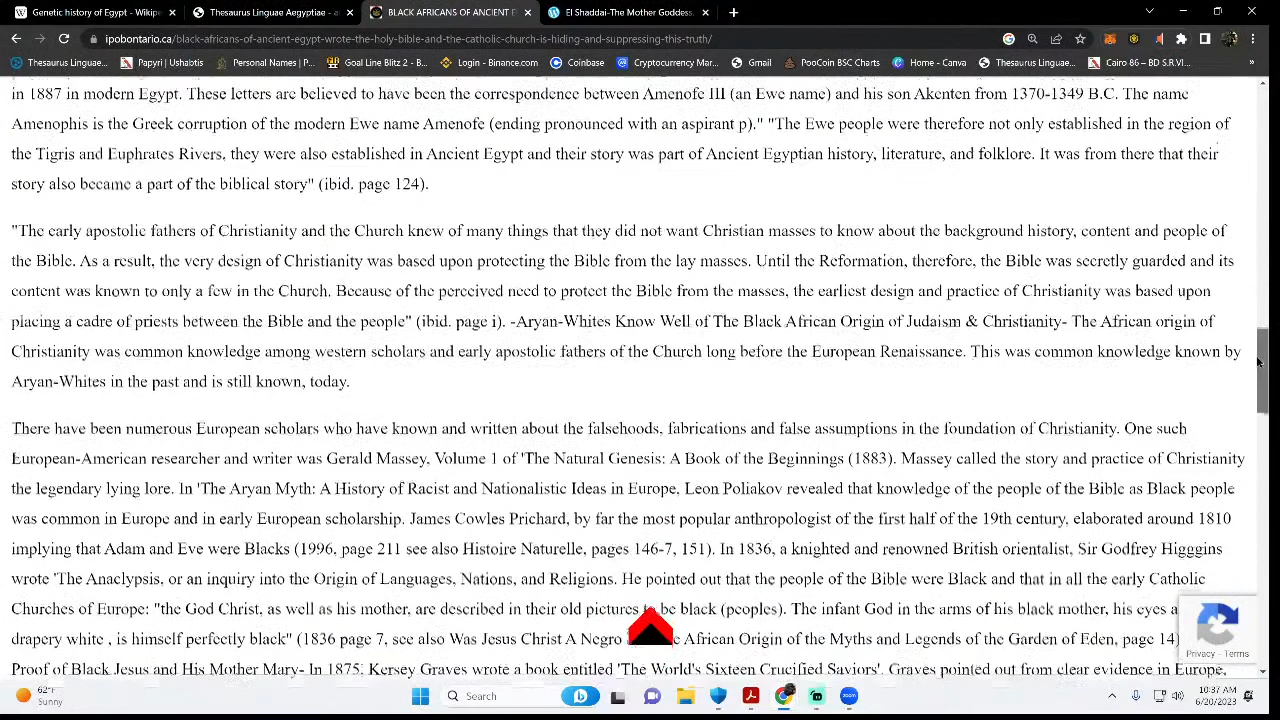 Genetic history of Egypt - Wikipe
Thesaurus Linguae Aegyptiae - a
BLACK AFRICANS OF ANCIENT E
El Shaddai-The Mother Goddess.
ipobontario.ca/black-africans-of-ancient-egypt-wrote-the-holy-bible-and-the-catholic-church-is-hiding-and-suppressing-this-truth/
Thesaurus Linguae...
Papyri | Ushabtis
Personal Names | P...
Goal Line Blitz 2 - B...
Login - Binance.com
Coinbase
Cryptocurrency Mar...
Gmail
PooCoin BSC Charts
Home - Canva
Thesaurus Linguae...
Cairo 86 – BD S.R.VI...
in 1887 in modern Egypt. These letters are believed to have been the correspondence between Amenofe III (an Ewe name) and his son Akenten from 1370-1349 B.C. The name
Amenophis is the Greek corruption of the modern Ewe name Amenofe (ending pronounced with an aspirant p)." "The Ewe people were therefore not only established in the region of
the Tigris and Euphrates Rivers, they were also established in Ancient Egypt and their story was part of Ancient Egyptian history, literature, and folklore. It was from there that their
story also became a part of the biblical story" (ibid. page 124).
"The early apostolic fathers of Christianity and the Church knew of many things that they did not want Christian masses to know about the background history, content and people of
the Bible. As a result, the very design of Christianity was based upon protecting the Bible from the lay masses. Until the Reformation, therefore, the Bible was secretly guarded and its
content was known to only a few in the Church. Because of the perceived need to protect the Bible from the masses, the earliest design and practice of Christianity was based upon
placing a cadre of priests between the Bible and the people" (ibid. page i). -Aryan-Whites Know Well of The Black African Origin of Judaism & Christianity- The African origin of
Christianity was common knowledge among western scholars and early apostolic fathers of the Church long before the European Renaissance. This was common knowledge known by
Aryan-Whites in the past and is still known, today.
There have been numerous European scholars who have known and written about the falsehoods, fabrications and false assumptions in the foundation of Christianity. One such
European-American researcher and writer was Gerald Massey, Volume 1 of 'The Natural Genesis: A Book of the Beginnings (1883). Massey called the story and practice of Christianity
the legendary lying lore. In 'The Aryan Myth: A History of Racist and Nationalistic Ideas in Europe, Leon Poliakov revealed that knowledge of the people of the Bible as Black people
was common in Europe and in early European scholarship. James Cowles Prichard, by far the most popular anthropologist of the first half of the 19th century, elaborated around 1810
implying that Adam and Eve were Blacks (1996, page 211 see also Histoire Naturelle, pages 146-7, 151). In 1836, a knighted and renowned British orientalist, Sir Godfrey Higggins
wrote 'The Anaclypsis, or an inquiry into the Origin of Languages, Nations, and Religions. He pointed out that the people of the Bible were Black and that in all the early Catholic
Churches of Europe: "the God Christ, as well as his mother, are described in their old pictures to be black (peoples). The infant God in the arms of his black mother, his eyes a
drapery white , is himself perfectly black" (1836 page 7, see also Was Jesus Christ A Negro African Origin of the Myths and Legends of the Garden of Eden, page 14)
Proof of Black Jesus and His Mother Mary- In 1875, Kersey Graves wrote a book entitled 'The World's Sixteen Crucified Saviors'. Graves pointed out from clear evidence in Europe,
Privacy - Terms
62°F
Sunny
Search
zoom
10:37 AM
6/20/2023